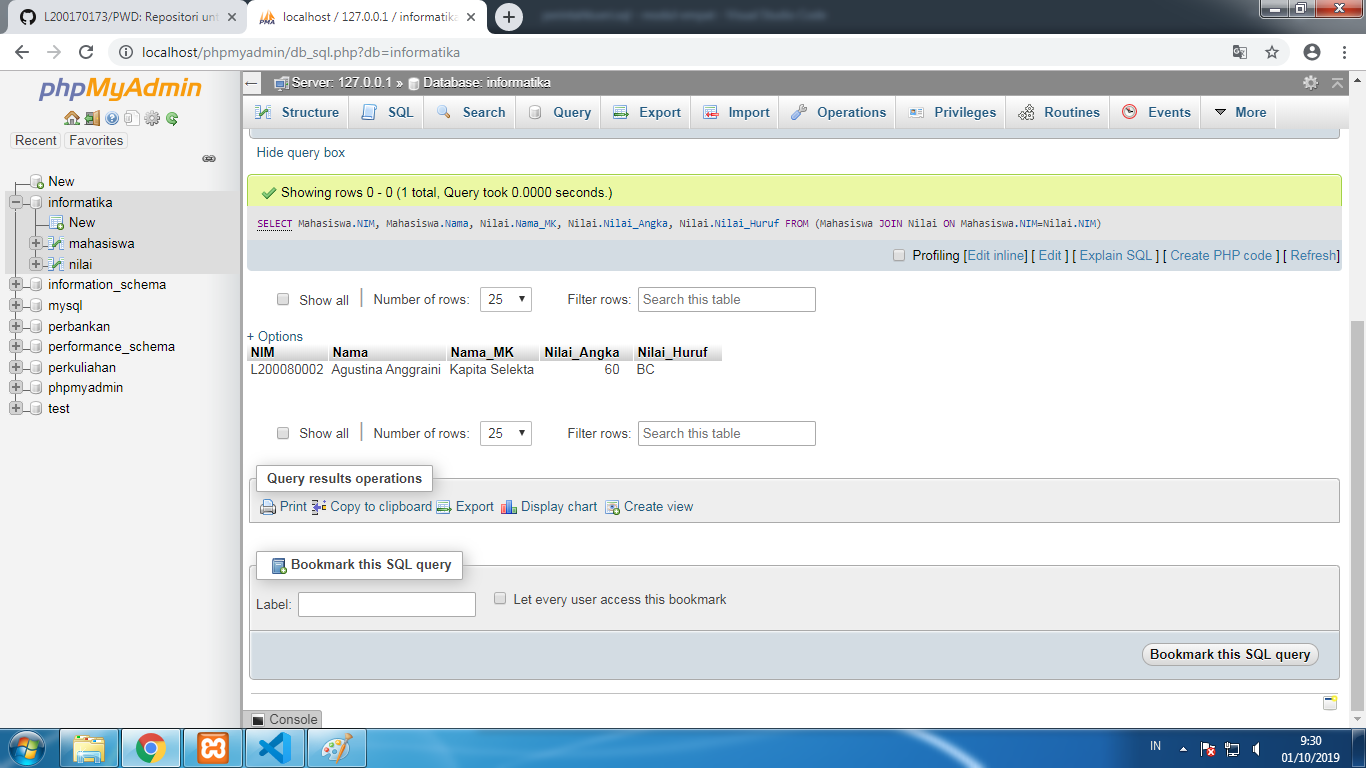 L200170173/PWD: Repositori unt
localhost / 127.0.0.1 / informatika
localhost/phpmyadmin/db_sql.php?db=informatika
phpMyAdmin
Recent Favorites
New
informatika
New
mahasiswa
nilai
information_schema
mysql
perbankan
performance_schema
perkuliahan
phpmyadmin
test
Server: 127.0.0.1 » Database: informatika
Structure SQL Search Query Export Import Operations Privileges Routines Events More
Hide query box
Showing rows 0 - 0 (1 total, Query took 0.0000 seconds.)
SELECT Mahasiswa.NIM, Mahasiswa.Nama, Nilai.Nama_MK, Nilai.Nilai_Angka, Nilai.Nilai_Huruf FROM (Mahasiswa JOIN Nilai ON Mahasiswa.NIM=Nilai.NIM)
Profiling [Edit inline] [ Edit ] [ Explain SQL ] [ Create PHP code ] [ Refresh]
Show all Number of rows: 25 Filter rows: Search this table
+ Options
NIM Nama Nama_MK Nilai_Angka Nilai_Huruf
L200080002 Agustina Anggraini Kapita Selekta 60 BC
Show all Number of rows: 25 Filter rows: Search this table
Query results operations
Print Copy to clipboard Export Display chart Create view
Bookmark this SQL query
Label: Let every user access this bookmark
Bookmark this SQL query
Console
IN
9:30
01/10/2019